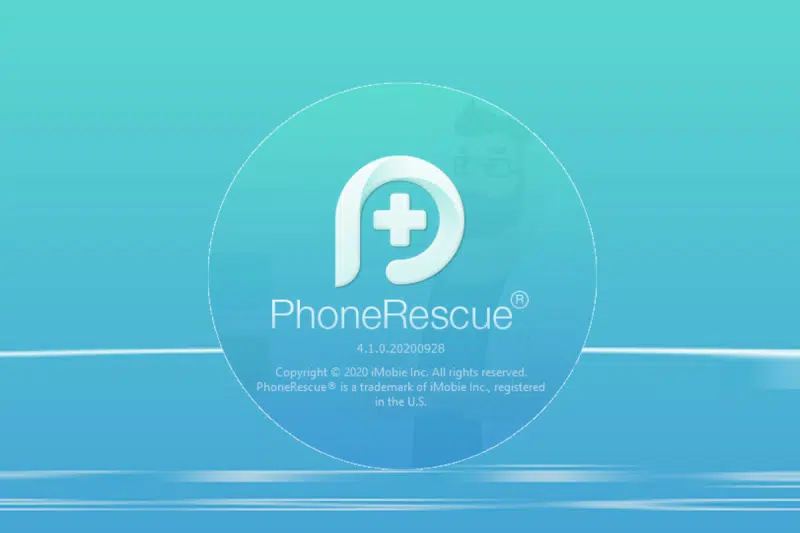 PhoneRescue®
4.1.0.20200928
Copyright © 2020 iMobie Inc. All rights reserved.
PhoneRescue® is a trademark of iMobie Inc., registered
in the U.S.